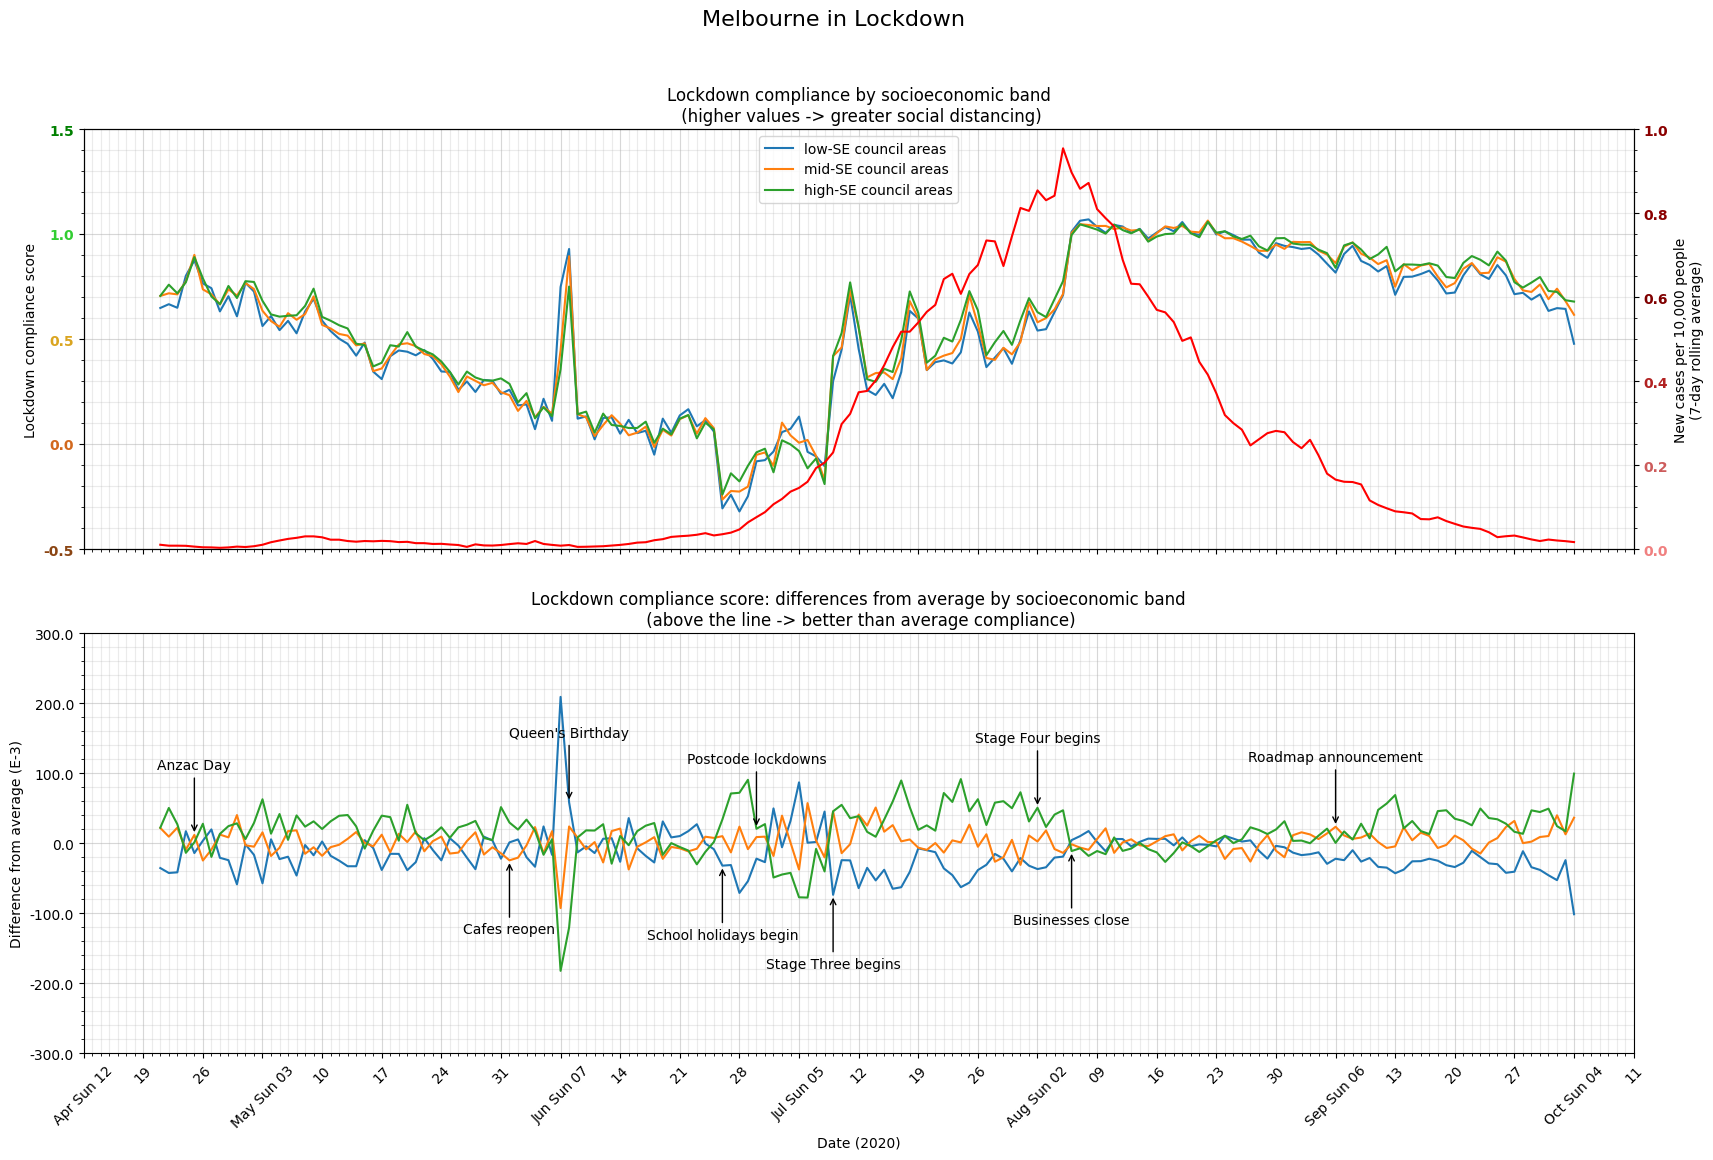 Melbourne in Lockdown
Lockdown compliance by socioeconomic band
(higher values -> greater social distancing)
1.5
1.0
0.5
0.0
-0.5
Lockdown compliance score
low-SE council areas
mid-SE council areas
high-SE council areas
1.0
0.8
0.6
0.4
0.2
0.0
New cases per 10,000 people
(7-day rolling average)
Lockdown compliance score: differences from average by socioeconomic band
(above the line -> better than average compliance)
300.0
200.0
100.0
0.0
-100.0
-200.0
-300.0
Difference from average (E-3)
Anzac Day
Queen's Birthday
Postcode lockdowns
Stage Four begins
Roadmap announcement
Cafes reopen
School holidays begin
Stage Three begins
Businesses close
Apr Sun 12
19
26
May Sun 03
10
17
24
31
Jun Sun 07
14
21
28
Jul Sun 05
12
19
26
Aug Sun 02
09
16
23
30
Sep Sun 06
13
20
27
Oct Sun 04
11
Date (2020)